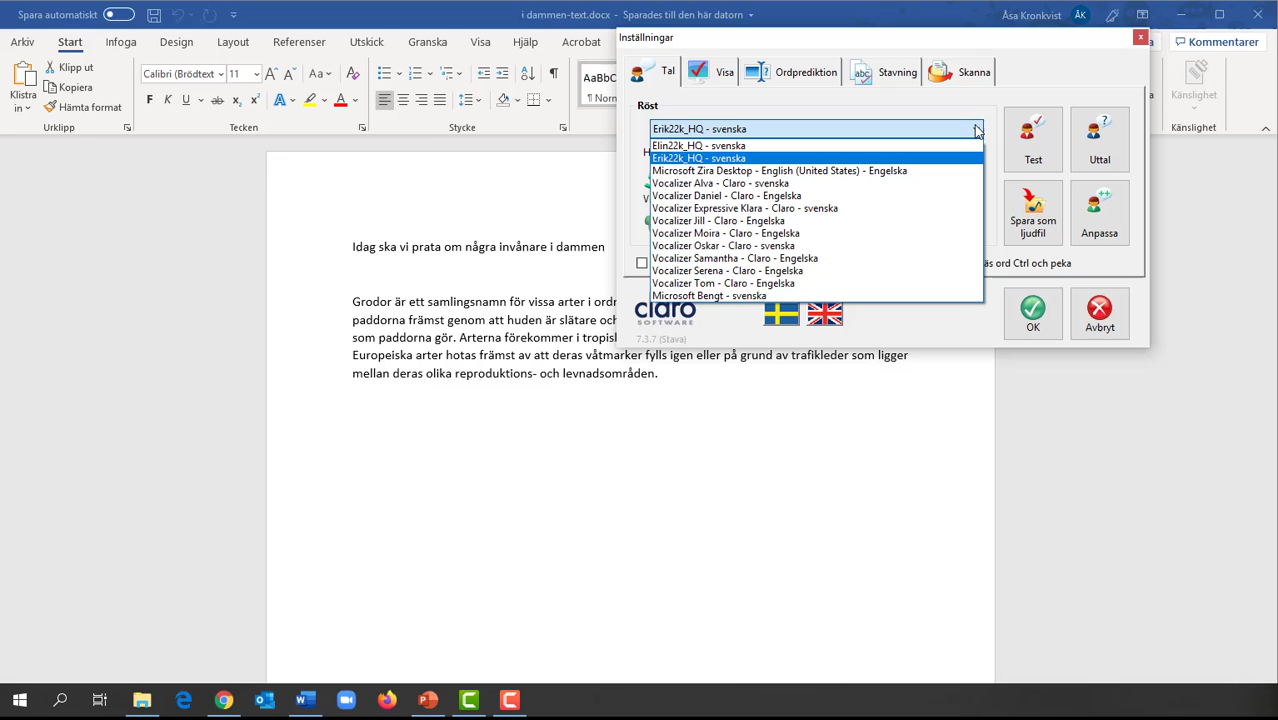 Spara automatiskt
i dammen-text.docx - Sparades till den här datorn
Åsa Kronkvist
ÅK
Arkiv
Start
Infoga
Design
Layout
Referenser
Utskick
Granska
Visa
Hjälp
Acrobat
Kommentarer
Klistra
in
Klipp ut
Kopiera
Hämta format
Urklipp
Calibri (Brödtext)
11
Aa
F
K
U
ab
Tecken
Stycke
AaBbC
¶ Norn
Känslighet
Känslighet
Inställningar
Tal
Visa
Ordprediktion
Stavning
Skanna
Röst
Erik22k_HQ - svenska
Elin22k_HQ - svenska
Erik22k_HQ - svenska
Microsoft Zira Desktop - English (United States) - Engelska
Vocalizer Alva - Claro - svenska
Vocalizer Daniel - Claro - Engelska
Vocalizer Expressive Klara - Claro - svenska
Vocalizer Jill - Claro - Engelska
Vocalizer Moira - Claro - Engelska
Vocalizer Oskar - Claro - svenska
Vocalizer Samantha - Claro - Engelska
Vocalizer Serena - Claro - Engelska
Vocalizer Tom - Claro - Engelska
Microsoft Bengt - svenska
Test
Uttal
Spara som
ljudfil
Anpassa
ord Ctrl och peka
claro
SOFTWARE
7.3.7 (Stava)
OK
Avbryt
Idag ska vi prata om några invånare i dammen
Grodor är ett samlingsnamn för vissa arter i ordn
paddorna främst genom att huden är slätare och
som paddorna gör. Arterna förekommer i tropisk
Europeiska arter hotas främst av att deras våtmarker fylls igen eller på grund av trafikleder som ligger
mellan deras olika reproduktions- och levnadsområden.